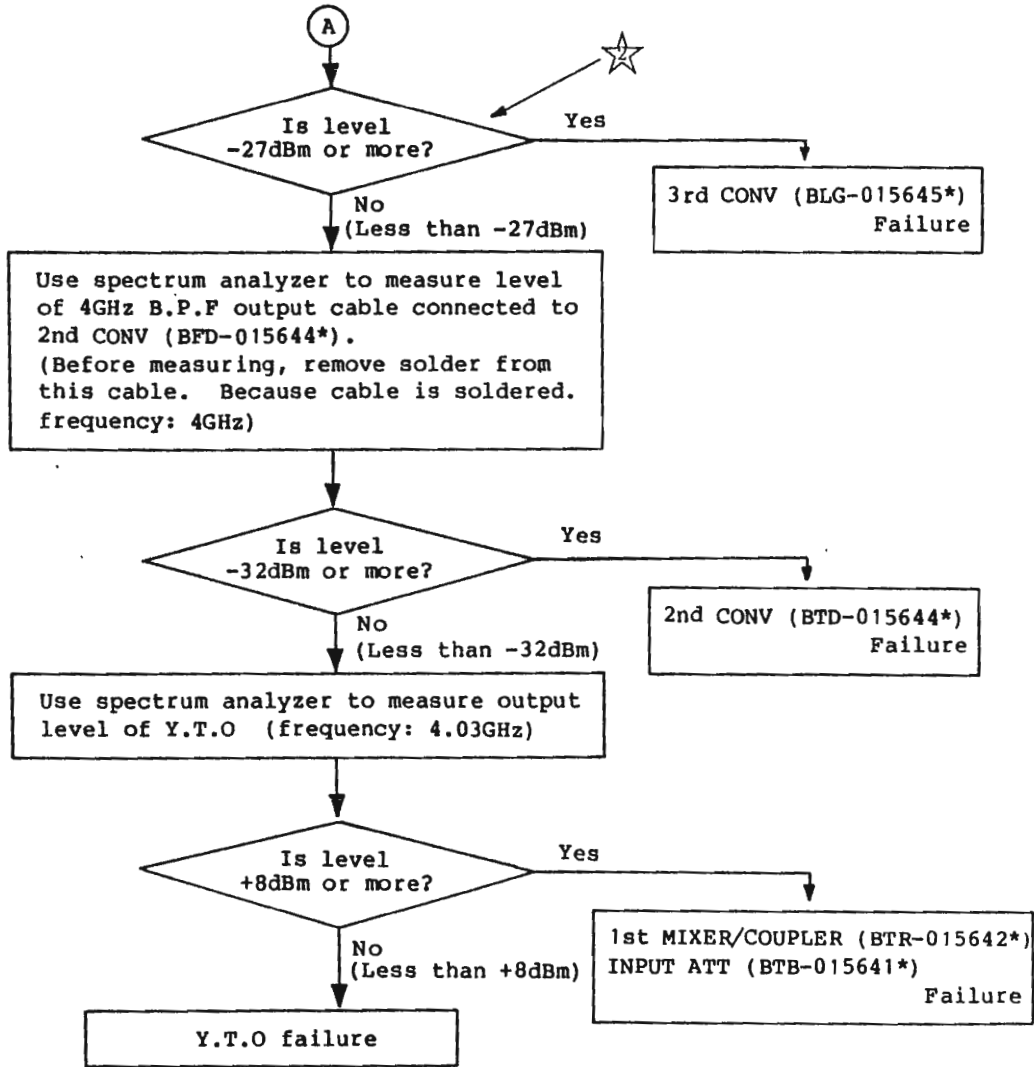 A
2
Is level
-27dBm or more?
Yes
3rd CONV (BLG-015645*)
Failure
No
(Less than -27dBm)
Use spectrum analyzer to measure level
of 4GHz B.P.F output cable connected to
2nd CONV (BFD-015644*).
(Before measuring, remove solder from
this cable. Because cable is soldered.
frequency: 4GHz)
Is level
-32dBm or more?
Yes
2nd CONV (BTD-015644*)
Failure
No
(Less than -32dBm)
Use spectrum analyzer to measure output
level of Y.T.O (frequency: 4.03GHz)
Is level
+8dBm or more?
Yes
1st MIXER/COUPLER (BTR-015642*)
INPUT ATT (BTB-015641*)
Failure
No
(Less than +8dBm)
Y.T.O failure